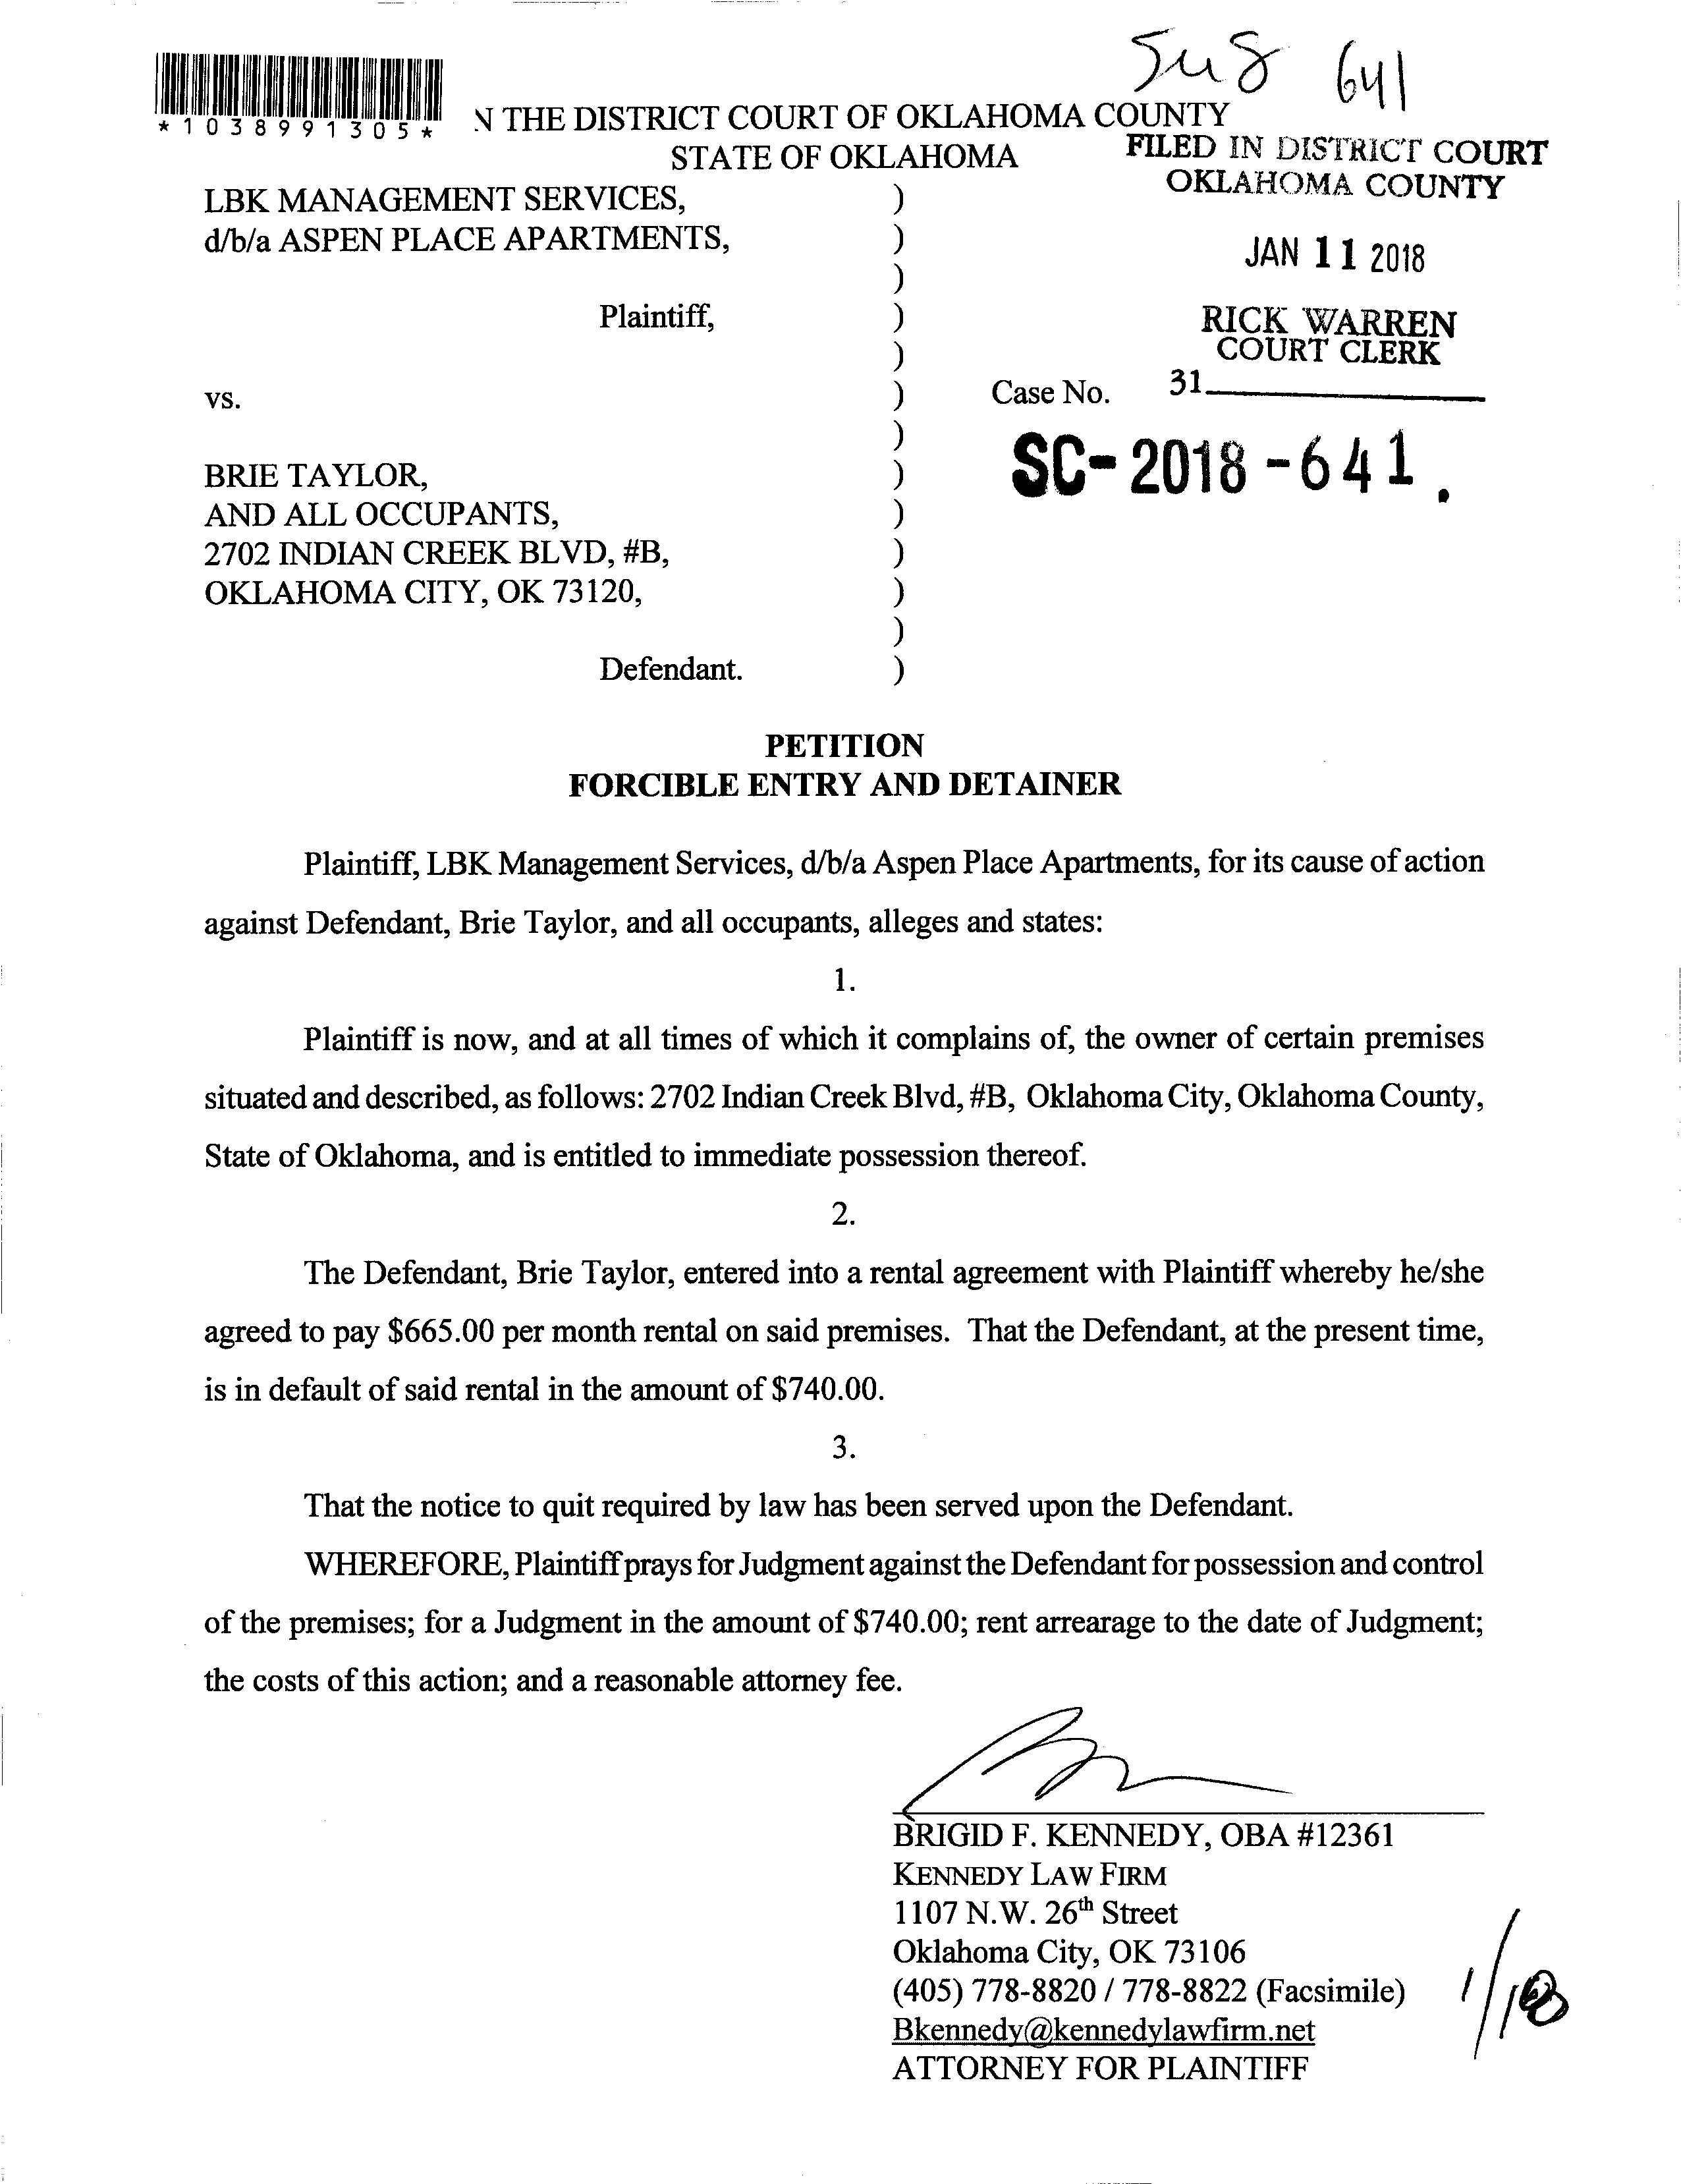 641
*1038991305*
N THE DISTRICT COURT OF OKLAHOMA COUNTY
STATE OF OKLAHOMA
FILED IN DISTRICT COURT
OKLAHOMA COUNTY
JAN 11 2018
RICK WARREN
COURT CLERK
31
LBK MANAGEMENT SERVICES, )
d/b/a ASPEN PLACE APARTMENTS, )
)
Plaintiff, )
)
vs. ) Case No.
)
SC-2018-641.
BRIE TAYLOR, )
AND ALL OCCUPANTS, )
2702 INDIAN CREEK BLVD, #B, )
OKLAHOMA CITY, OK 73120, )
)
Defendant. )
PETITION
FORCIBLE ENTRY AND DETAINER
Plaintiff, LBK Management Services, d/b/a Aspen Place Apartments, for its cause of action
against Defendant, Brie Taylor, and all occupants, alleges and states:
1.
Plaintiff is now, and at all times of which it complains of, the owner of certain premises
situated and described, as follows: 2702 Indian Creek Blvd, #B, Oklahoma City, Oklahoma County,
State of Oklahoma, and is entitled to immediate possession thereof.
2.
The Defendant, Brie Taylor, entered into a rental agreement with Plaintiff whereby he/she
agreed to pay $665.00 per month rental on said premises. That the Defendant, at the present time,
is in default of said rental in the amount of $740.00.
3.
That the notice to quit required by law has been served upon the Defendant.
WHEREFORE, Plaintiff prays for Judgment against the Defendant for possession and control
of the premises; for a Judgment in the amount of $740.00; rent arrearage to the date of Judgment;
the costs of this action; and a reasonable attorney fee.
BRIGID F. KENNEDY, OBA #12361
KENNEDY LAW FIRM
1107 N.W. 26th Street
Oklahoma City, OK 73106
(405) 778-8820 / 778-8822 (Facsimile)
Bkennedy@kennedylawfirm.net
ATTORNEY FOR PLAINTIFF